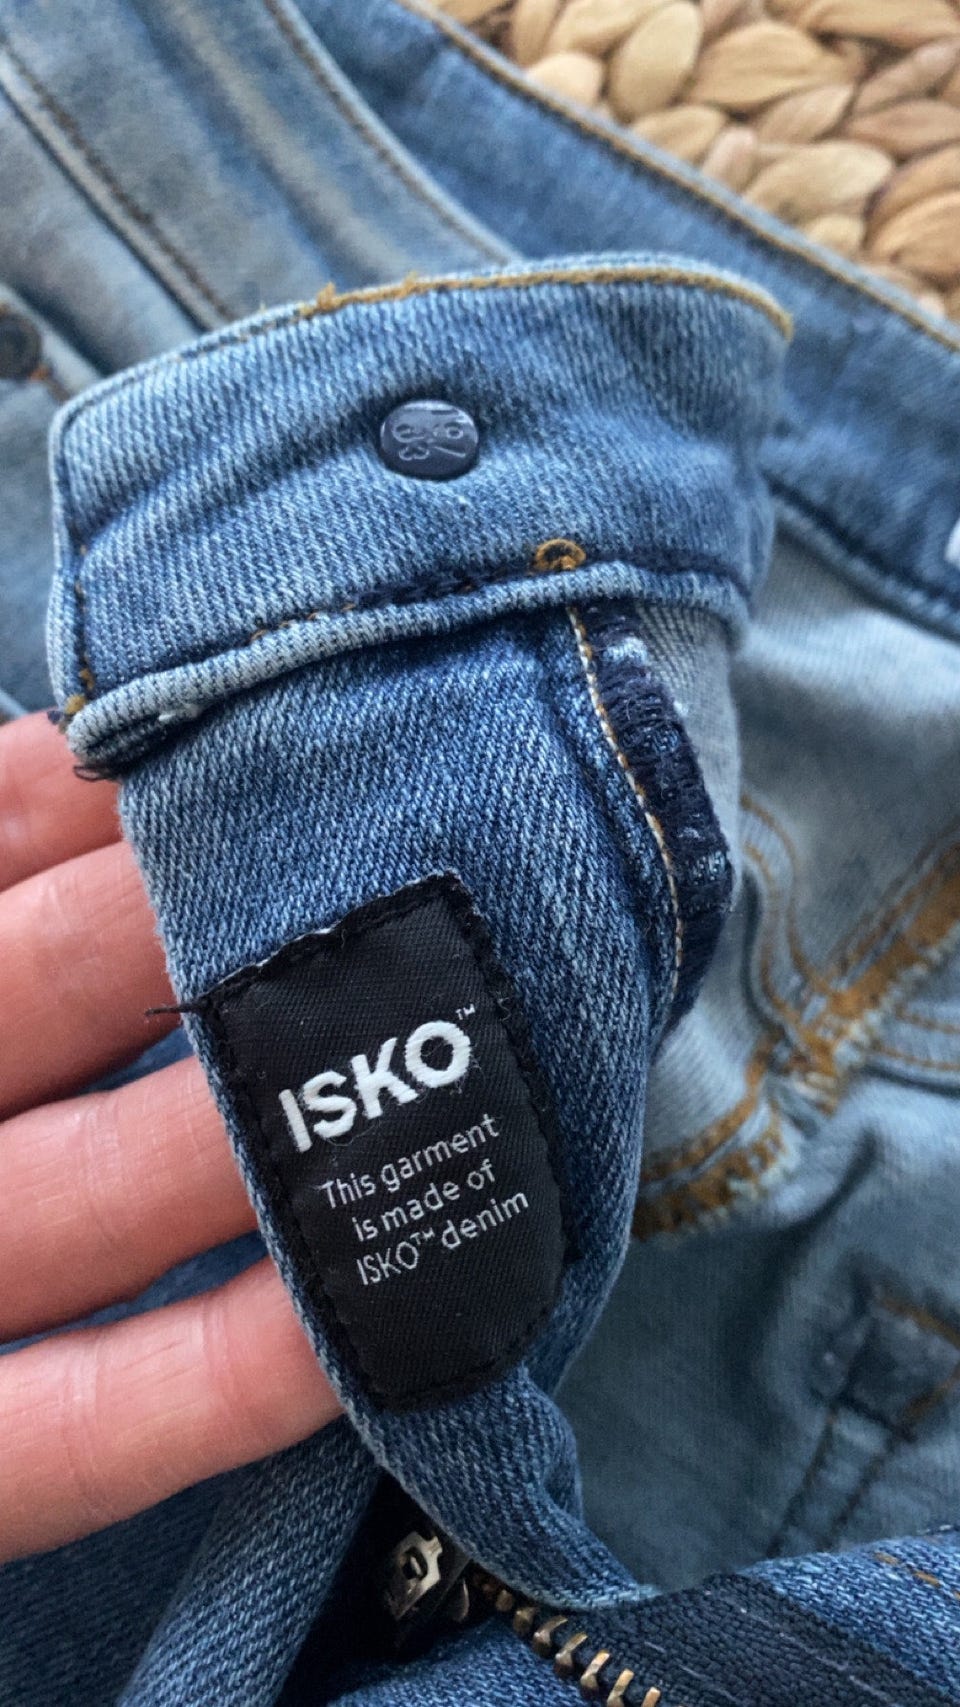 ISKO™
This garment
is made of
ISKO™ denim